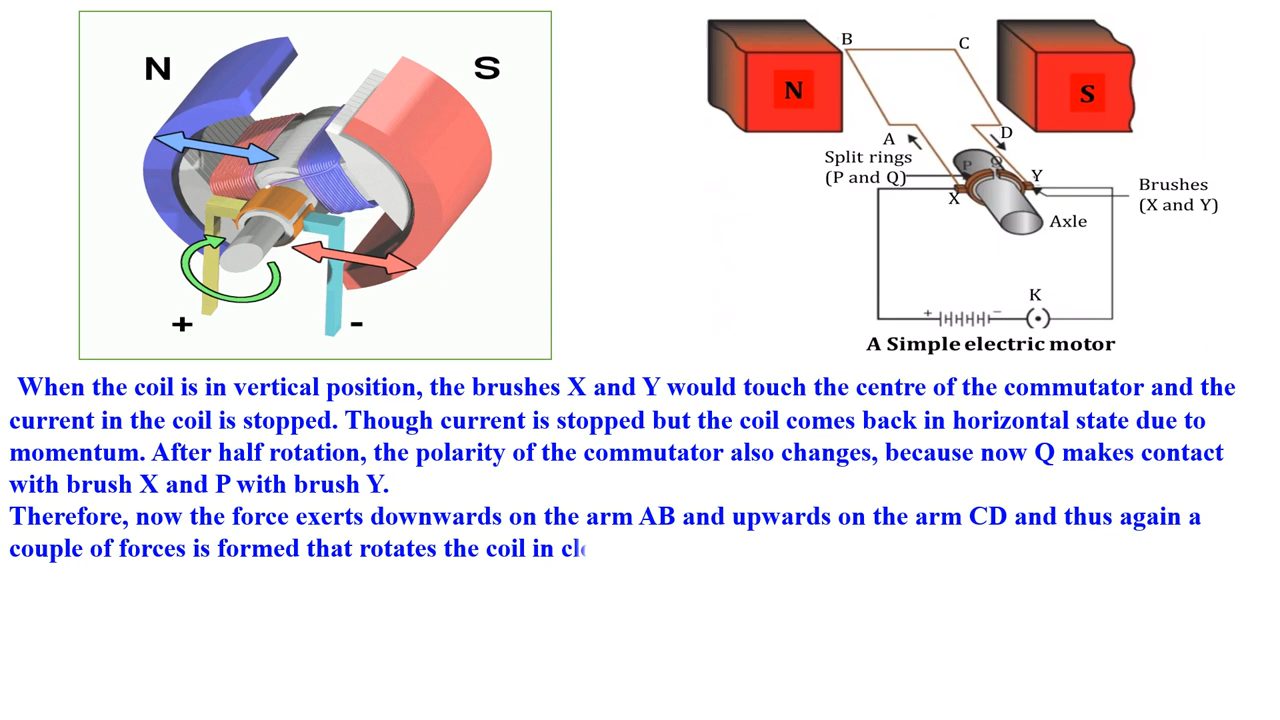 N
S
+
-
B
C
N
S
A
D
Split rings
(P and Q)
P
Q
Y
X
Brushes
(X and Y)
Axle
K
+
−
A Simple electric motor
When the coil is in vertical position, the brushes X and Y would touch the centre of the commutator and the
current in the coil is stopped. Though current is stopped but the coil comes back in horizontal state due to
momentum. After half rotation, the polarity of the commutator also changes, because now Q makes contact
with brush X and P with brush Y.
Therefore, now the force exerts downwards on the arm AB and upwards on the arm CD and thus again a
couple of forces is formed that rotates the coil in